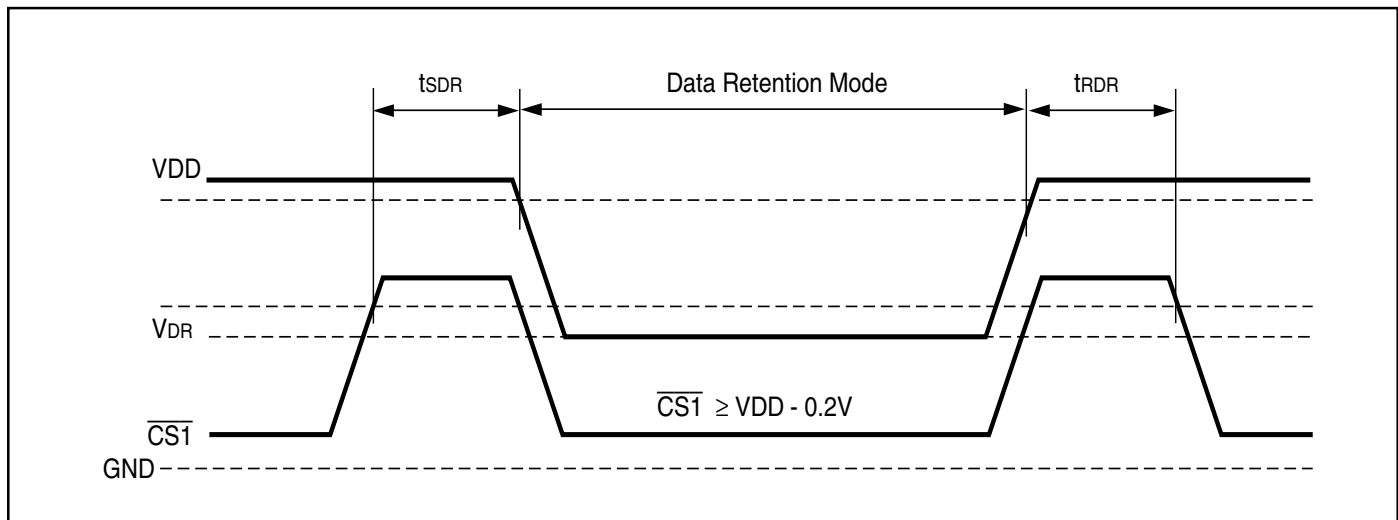 tSDR
Data Retention Mode
tRDR
VDD
VDR
CS1 ≥ VDD - 0.2V
CS1
GND